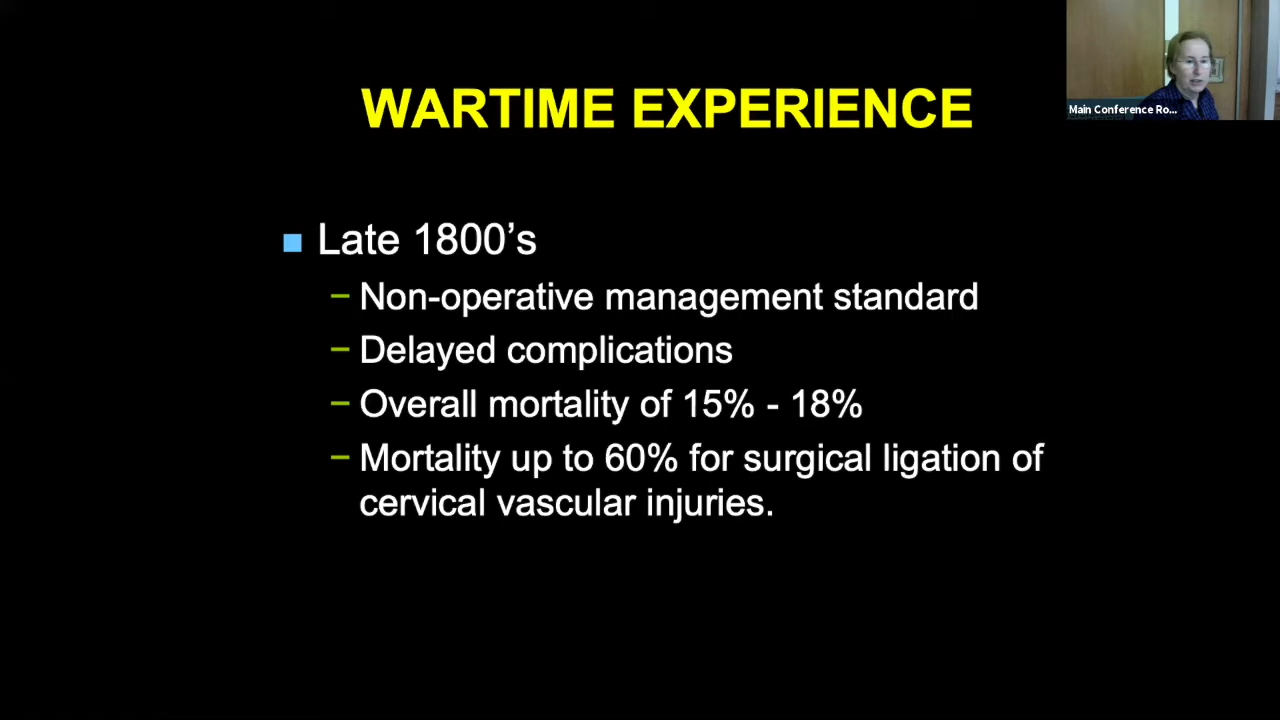 WARTIME EXPERIENCE
Main Conference Ro...
■ Late 1800’s
– Non-operative management standard
– Delayed complications
– Overall mortality of 15% - 18%
– Mortality up to 60% for surgical ligation of
cervical vascular injuries.